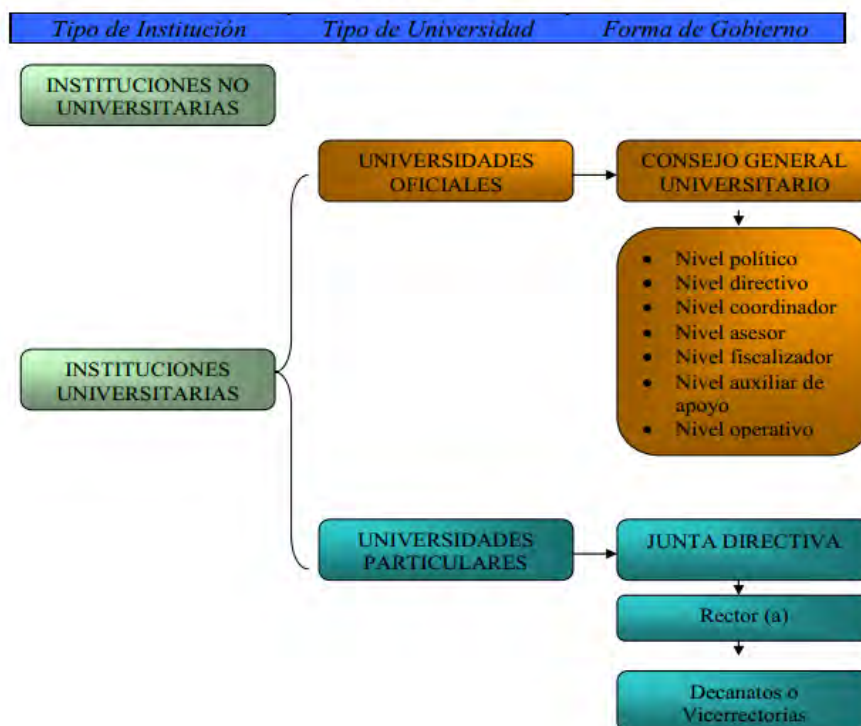 Tipo de Institución Tipo de Universidad Forma de Gobierno
INSTITUCIONES NO
UNIVERSITARIAS
UNIVERSIDADES
OFICIALES
CONSEJO GENERAL
UNIVERSITARIO
• Nivel político
• Nivel directivo
• Nivel coordinador
• Nivel asesor
• Nivel fiscalizador
• Nivel auxiliar de
apoyo
• Nivel operativo
INSTITUCIONES
UNIVERSITARIAS
UNIVERSIDADES
PARTICULARES
JUNTA DIRECTIVA
Rector (a)
Decanatos o
Vicerrectorías